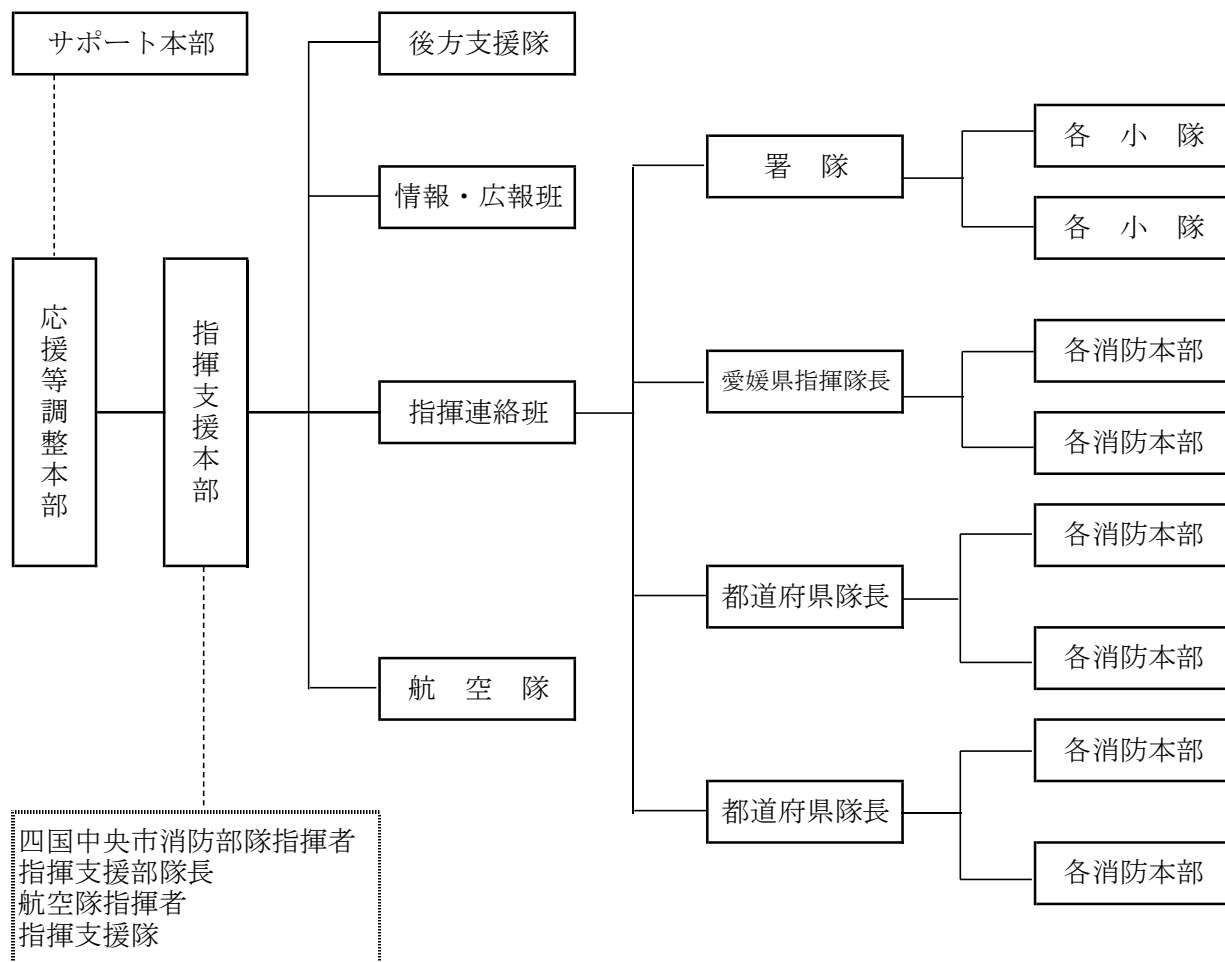 サポート本部
応援等調整本部
指揮支援本部
四国中央市消防部隊指揮者
指揮支援部隊長
航空隊指揮者
指揮支援隊
後方支援隊
情報・広報班
指揮連絡班
航　空　隊
署　隊
愛媛県指揮隊長
都道府県隊長
都道府県隊長
各　小　隊
各　小　隊
各消防本部
各消防本部
各消防本部
各消防本部
各消防本部
各消防本部